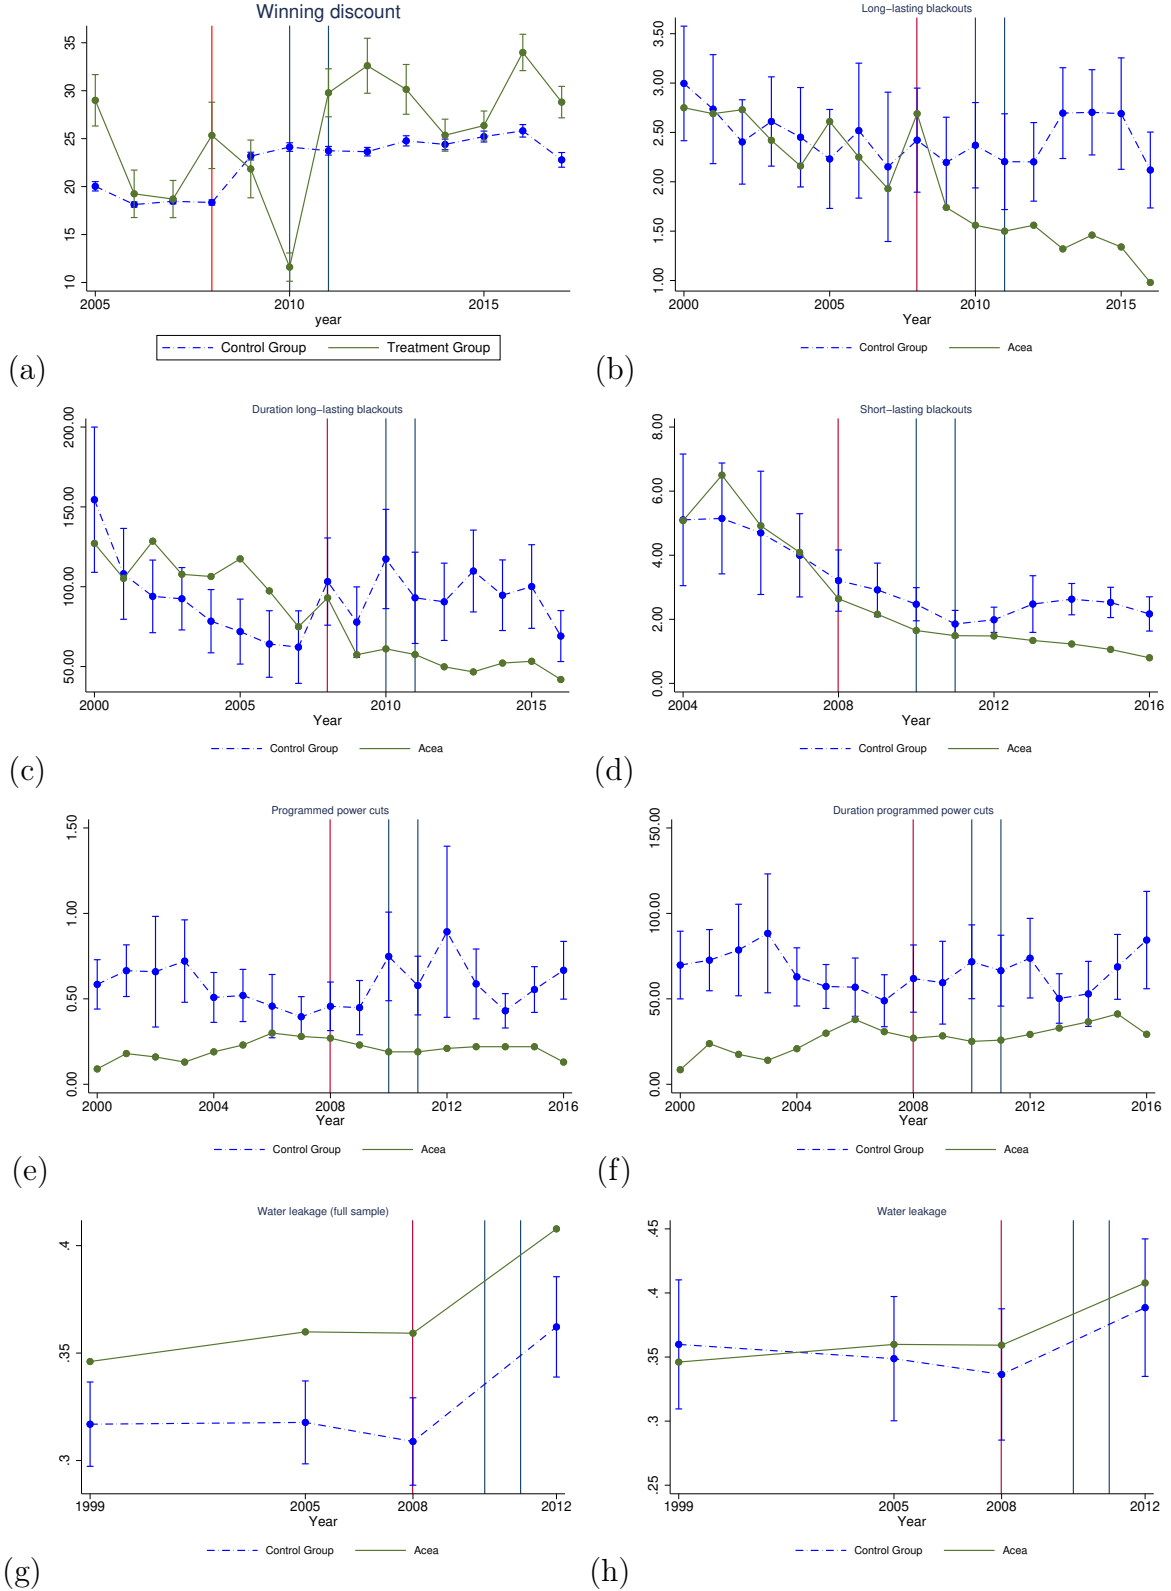 Winning discount
35
30
25
20
15
10
2005 2010 2015
year
Control Group Treatment Group
(a)
Long-lasting blackouts
3.50
3.00
2.50
2.00
1.50
1.00
2000 2005 2010 2015
Year
Control Group Acea
(b)
Duration long-lasting blackouts
200.00
150.00
100.00
50.00
2000 2005 2010 2015
Year
Control Group Acea
(c)
Short-lasting blackouts
8.00
6.00
4.00
2.00
0.00
2004 2008 2012 2016
Year
Control Group Acea
(d)
Programmed power cuts
1.50
1.00
0.50
0.00
2000 2004 2008 2012 2016
Year
Control Group Acea
(e)
Duration programmed power cuts
150.00
100.00
50.00
0.00
2000 2004 2008 2012 2016
Year
Control Group Acea
(f)
Water leakage (full sample)
.4
.35
.3
1999 2005 2008 2012
Year
Control Group Acea
(g)
Water leakage
.45
.4
.35
.3
.25
1999 2005 2008 2012
Year
Control Group Acea
(h)